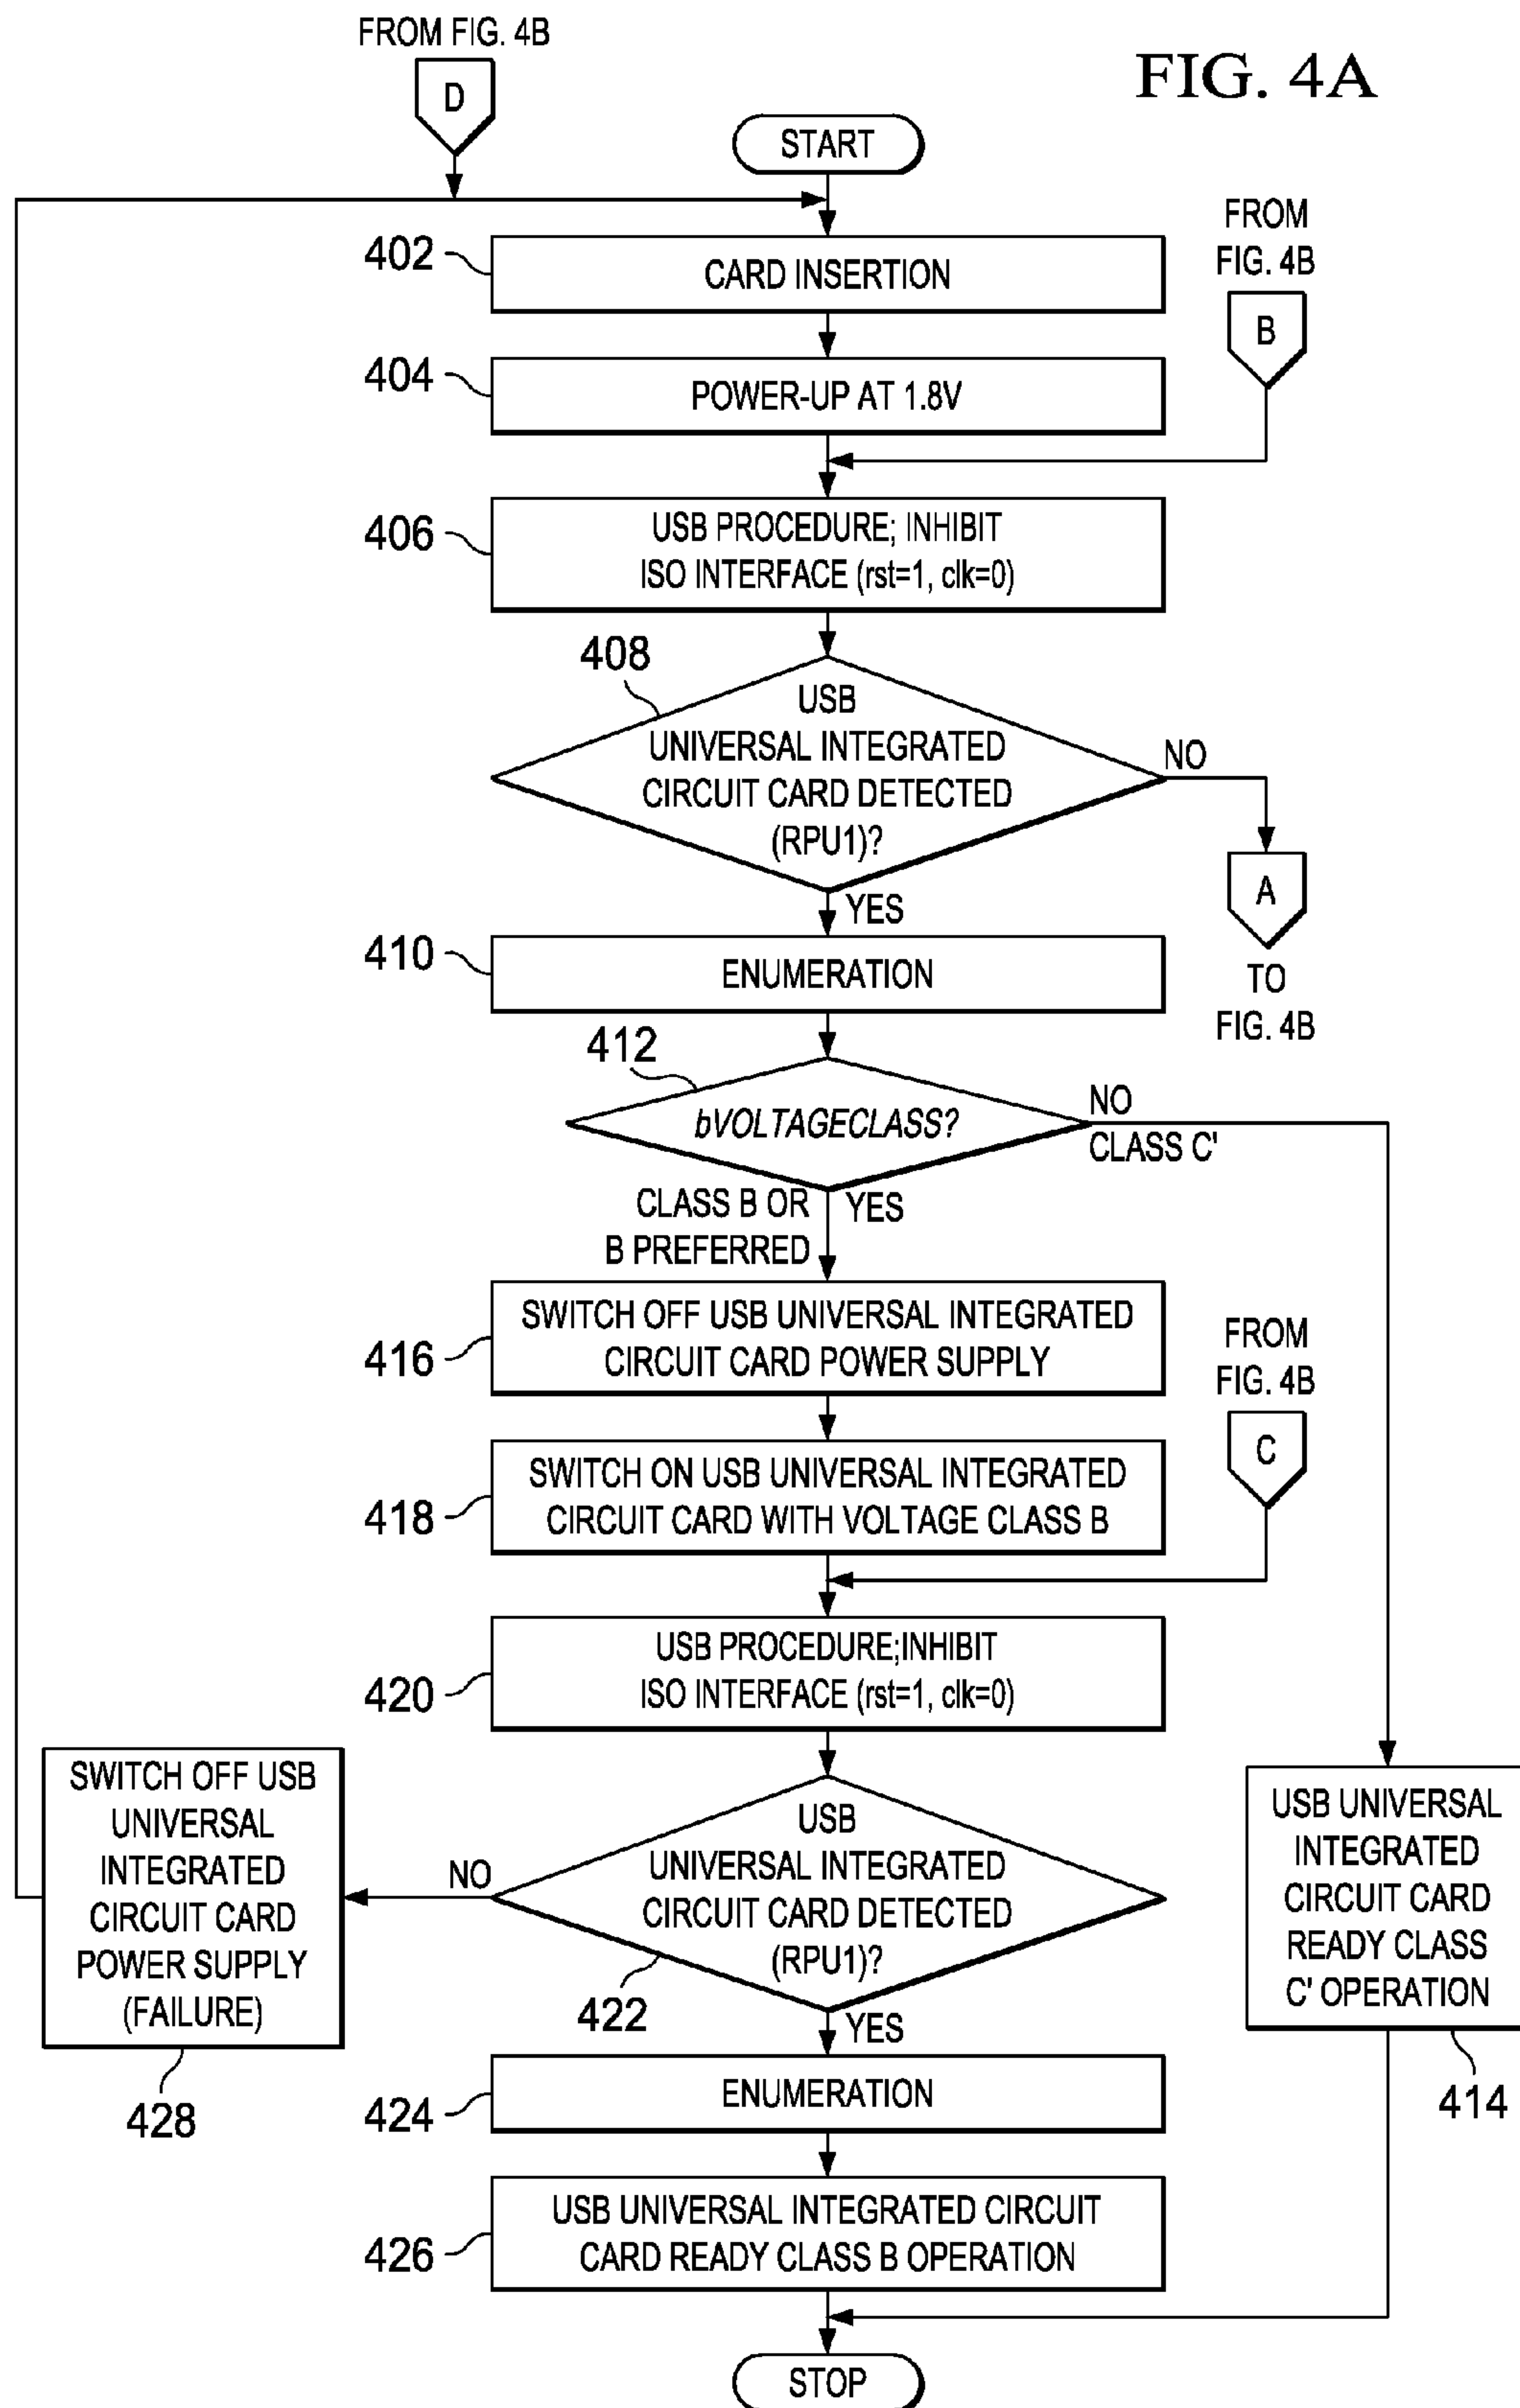 FROM FIG. 4B
D
FIG. 4A
START
402
CARD INSERTION
FROM
FIG. 4B
B
404
POWER-UP AT 1.8V
406
USB PROCEDURE; INHIBIT
ISO INTERFACE (rst=1, clk=0)
408
USB
UNIVERSAL INTEGRATED
CIRCUIT CARD DETECTED
(RPU1)?
NO
A
TO
FIG. 4B
YES
410
ENUMERATION
412
bVOLTAGECLASS?
NO
CLASS C'
CLASS B OR
B PREFERRED
YES
416
SWITCH OFF USB UNIVERSAL INTEGRATED
CIRCUIT CARD POWER SUPPLY
FROM
FIG. 4B
C
418
SWITCH ON USB UNIVERSAL INTEGRATED
CIRCUIT CARD WITH VOLTAGE CLASS B
420
USB PROCEDURE;INHIBIT
ISO INTERFACE (rst=1, clk=0)
SWITCH OFF USB
UNIVERSAL
INTEGRATED
CIRCUIT CARD
POWER SUPPLY
(FAILURE)
428
NO
USB
UNIVERSAL INTEGRATED
CIRCUIT CARD DETECTED
(RPU1)?
422
YES
USB UNIVERSAL
INTEGRATED
CIRCUIT CARD
READY CLASS
C' OPERATION
414
424
ENUMERATION
426
USB UNIVERSAL INTEGRATED CIRCUIT
CARD READY CLASS B OPERATION
STOP